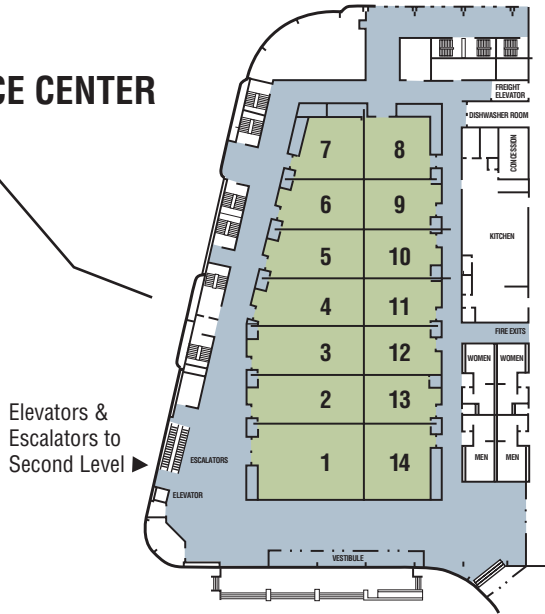 CE CENTER
FREIGHT
ELEVATOR
DISHWASHER ROOM
CONCESSION
7
8
6
9
KITCHEN
5
10
4
11
FIRE EXITS
3
12
WOMEN
WOMEN
2
13
Elevators &
Escalators to
Second Level ▶
ESCALATORS
1
14
MEN
MEN
ELEVATOR
VESTIBULE